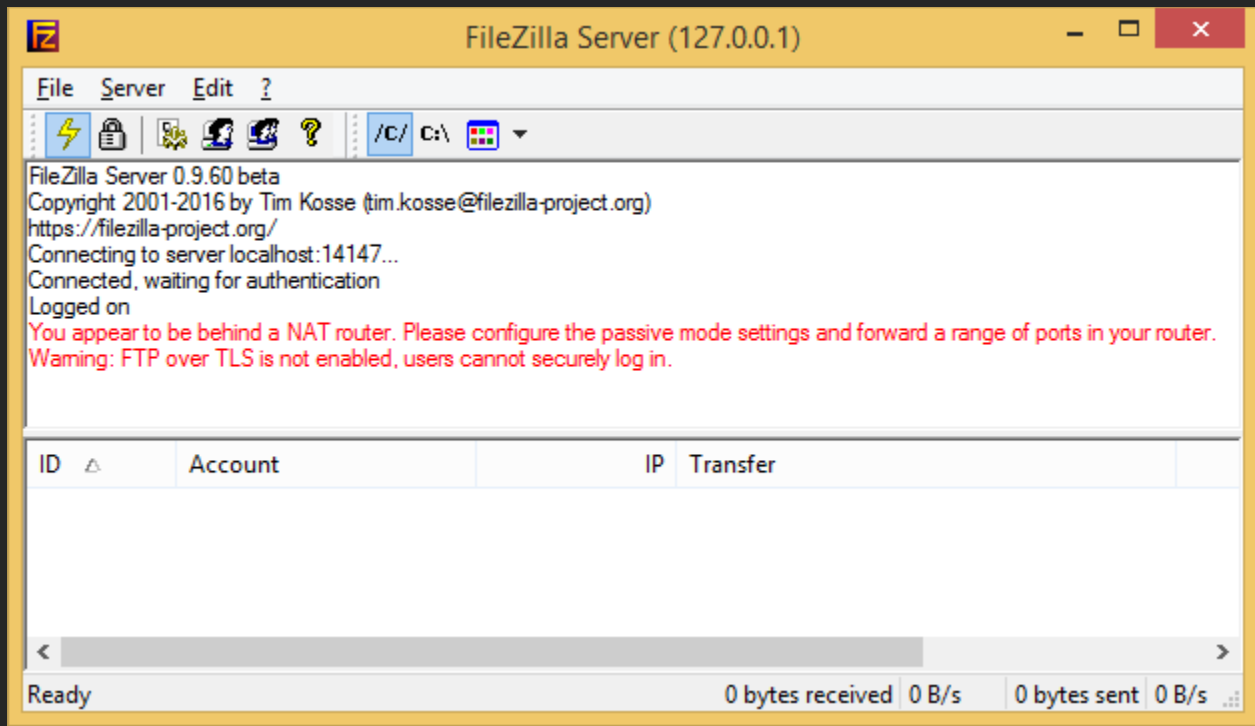 FileZilla Server (127.0.0.1)
File Server Edit ?
/C/ C:\
FileZilla Server 0.9.60 beta
Copyright 2001-2016 by Tim Kosse (tim.kosse@filezilla-project.org)
https://filezilla-project.org/
Connecting to server localhost:14147...
Connected, waiting for authentication
Logged on
You appear to be behind a NAT router. Please configure the passive mode settings and forward a range of ports in your router.
Warning: FTP over TLS is not enabled, users cannot securely log in.
ID Account IP Transfer
Ready 0 bytes received 0 B/s 0 bytes sent 0 B/s